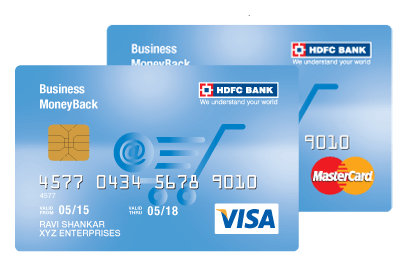 Business
MoneyBack
HDFC BANK
We understand your world
9010
MasterCard
Business
MoneyBack
HDFC BANK
We understand your world
@
4577 0434 5678 9010
4577
VALID FROM 05/15 VALID THRU 05/18
RAVI SHANKAR
XYZ ENTERPRISES
VISA